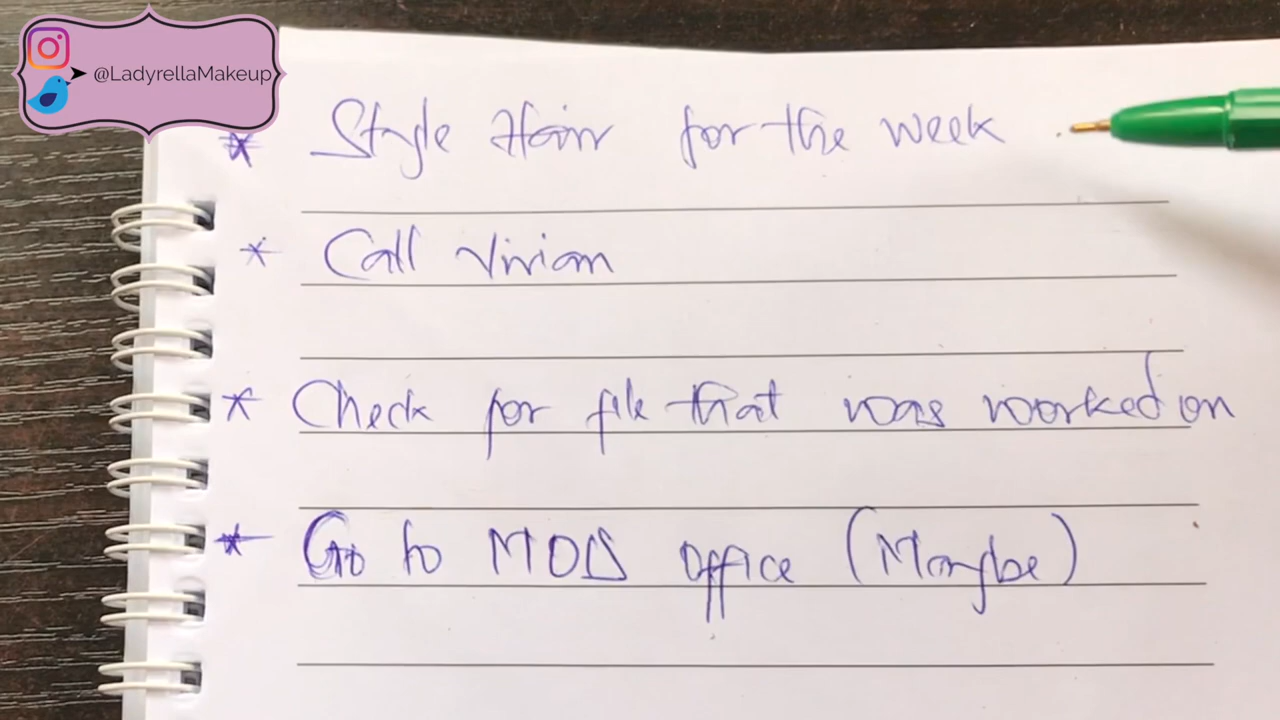 @LadyrellaMakeup
* Style Hair for the week
* Call Vivian
* Check for file that was worked on
* Go to office (Maybe)